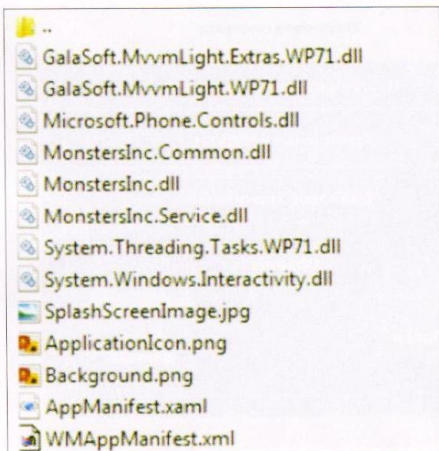 ..
GalaSoft.MvvmLight.Extras.WP71.dll
GalaSoft.MvvmLight.WP71.dll
Microsoft.Phone.Controls.dll
MonstersInc.Common.dll
MonstersInc.dll
MonstersInc.Service.dll
System.Threading.Tasks.WP71.dll
System.Windows.Interactivity.dll
SplashScreenImage.jpg
ApplicationIcon.png
Background.png
AppManifest.xaml
WMAppManifest.xml